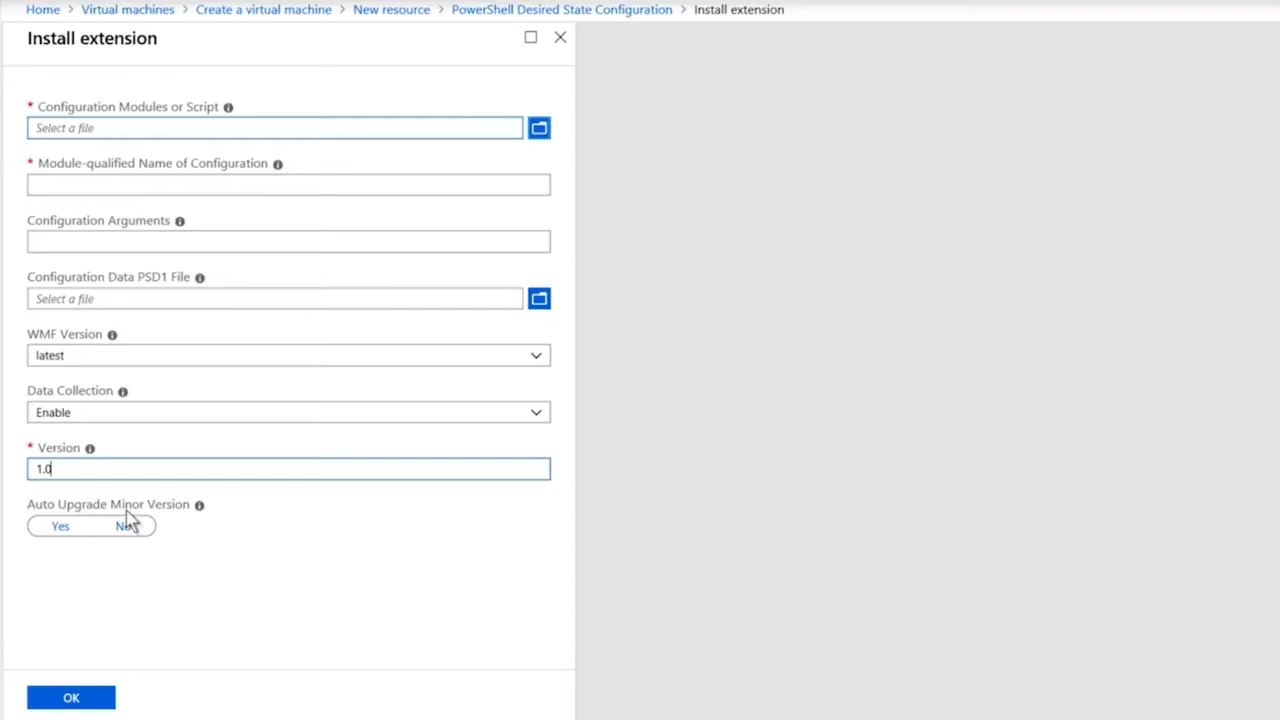 Home > Virtual machines > Create a virtual machine > New resource > PowerShell Desired State Configuration > Install extension
Install extension
* Configuration Modules or Script
Select a file
* Module-qualified Name of Configuration
Configuration Arguments
Configuration Data PSD1 File
Select a file
WMF Version
latest
Data Collection
Enable
* Version
1.0
Auto Upgrade Minor Version
Yes No
OK